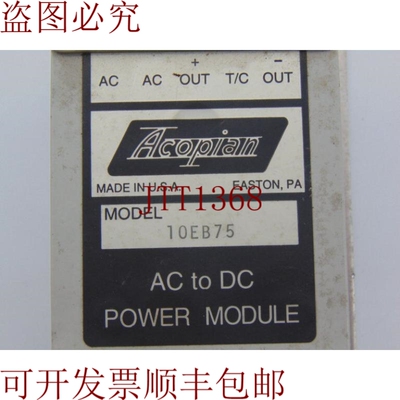 盗图必究
+ −
AC AC OUT T/C OUT
Acopian
MADE IN U.S.A. EASTON, PA
JTT1368
MODEL
10EB75
AC to DC
POWER MODULE
可开发票顺丰包邮